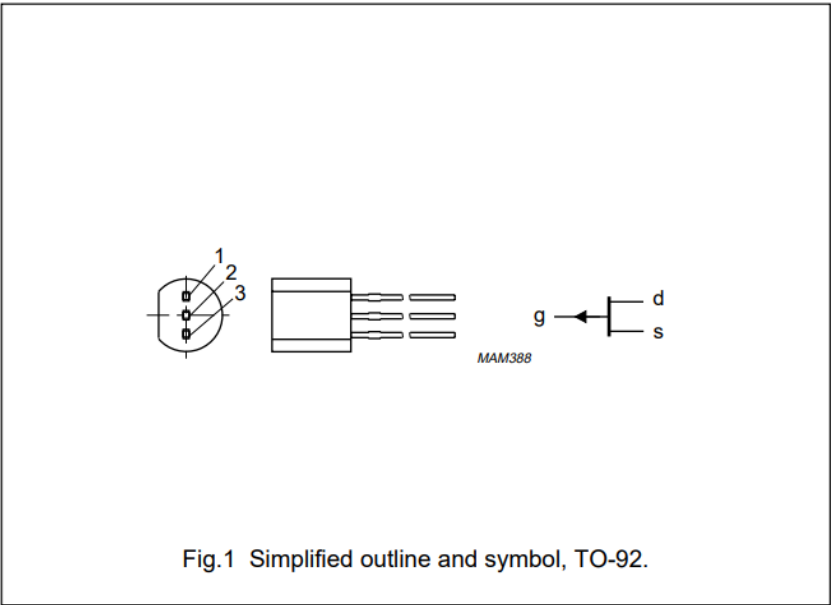 1
2
3
g
d
s
MAM388
Fig.1 Simplified outline and symbol, TO-92.